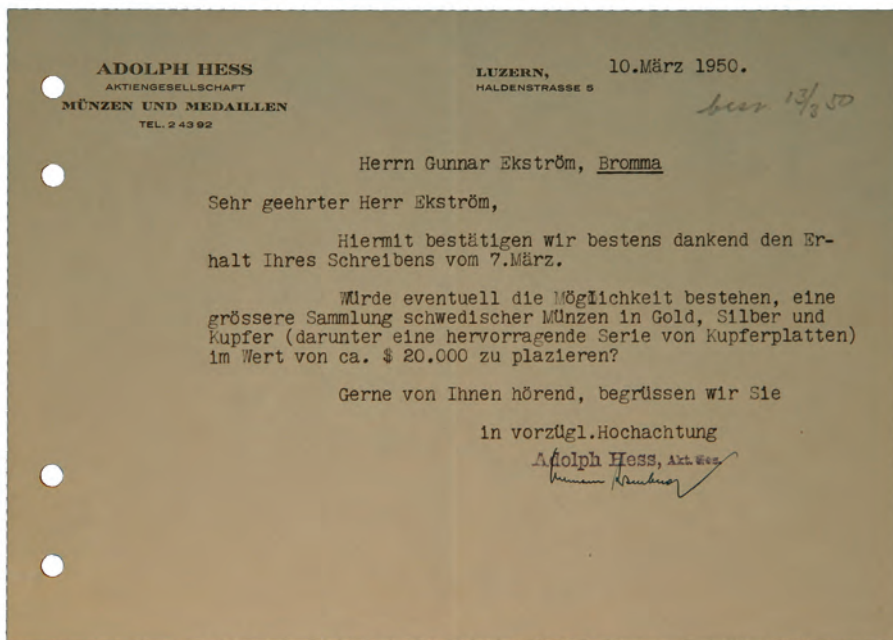 ADOLPH HESS
AKTIENGESELLSCHAFT
MÜNZEN UND MEDAILLEN
TEL. 2 43 92
LUZERN, 10.März 1950.
HALDENSTRASSE 5
besv. 13/3 50
Herrn Gunnar Ekström, Bromma
Sehr geehrter Herr Ekström,
Hiermit bestätigen wir bestens dankend den Er-
halt Ihres Schreibens vom 7.März.
Würde eventuell die Möglichkeit bestehen, eine
grössere Sammlung schwedischer Münzen in Gold, Silber und
Kupfer (darunter eine hervorragende Serie von Kupferplatten)
im Wert von ca. $ 20.000 zu plazieren?
Gerne von Ihnen hörend, begrüssen wir Sie
in vorzügl.Hochachtung
Adolph Hess, Akt. Ges.